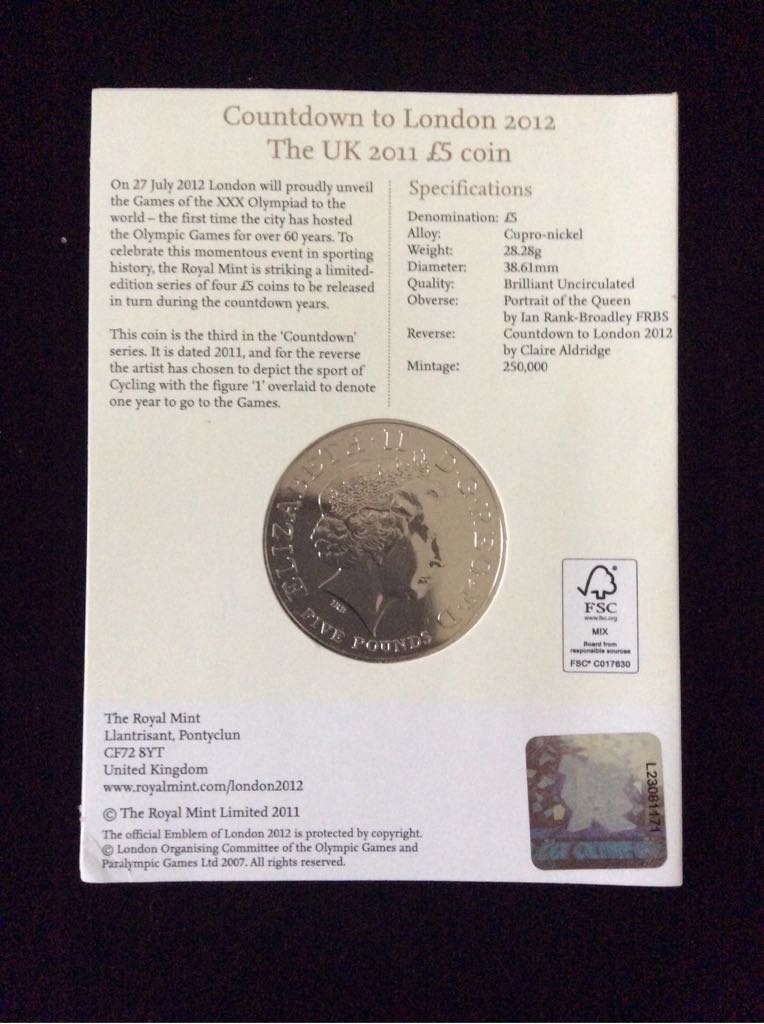 Countdown to London 2012
The UK 2011 £5 coin
On 27 July 2012 London will proudly unveil
the Games of the XXX Olympiad to the
world – the first time the city has hosted
the Olympic Games for over 60 years. To
celebrate this momentous event in sporting
history, the Royal Mint is striking a limited-
edition series of four £5 coins to be released
in turn during the countdown years.
This coin is the third in the 'Countdown'
series. It is dated 2011, and for the reverse
the artist has chosen to depict the sport of
Cycling with the figure '1' overlaid to denote
one year to go to the Games.
Specifications
Denomination: £5
Alloy: Cupro-nickel
Weight: 28.28g
Diameter: 38.61mm
Quality: Brilliant Uncirculated
Obverse: Portrait of the Queen
by Ian Rank-Broadley FRBS
Reverse: Countdown to London 2012
by Claire Aldridge
Mintage: 250,000
ELIZABETH·II·D·G·REG·F·D
IRB
FIVE POUNDS
FSC
www.fsc.org
MIX
Board from
responsible sources
FSC® C017630
The Royal Mint
Llantrisant, Pontyclun
CF72 8YT
United Kingdom
www.royalmint.com/london2012
© The Royal Mint Limited 2011
The official Emblem of London 2012 is protected by copyright.
© London Organising Committee of the Olympic Games and
Paralympic Games Ltd 2007. All rights reserved.
L23081171